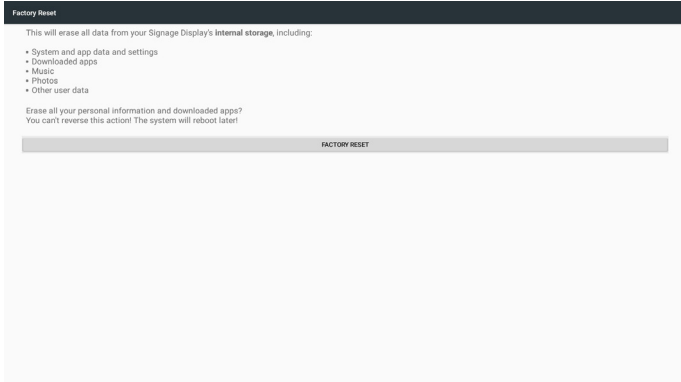 Factory Reset
This will erase all data from your Signage Display's internal storage, including:
• System and app data and settings
• Downloaded apps
• Music
• Photos
• Other user data
Erase all your personal information and downloaded apps?
You can't reverse this action! The system will reboot later!
FACTORY RESET